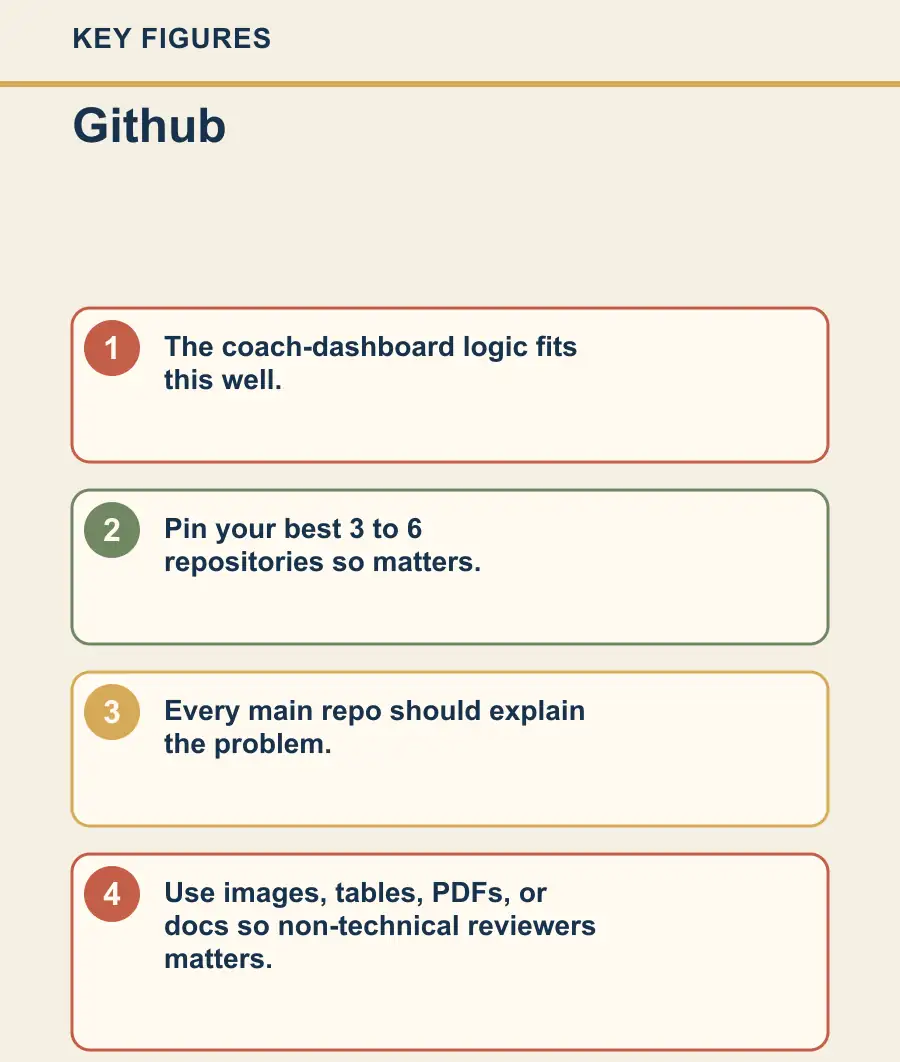 KEY FIGURES
Github
1
The coach-dashboard logic fits
this well.
2
Pin your best 3 to 6
repositories so matters.
3
Every main repo should explain
the problem.
4
Use images, tables, PDFs, or
docs so non-technical reviewers
matters.